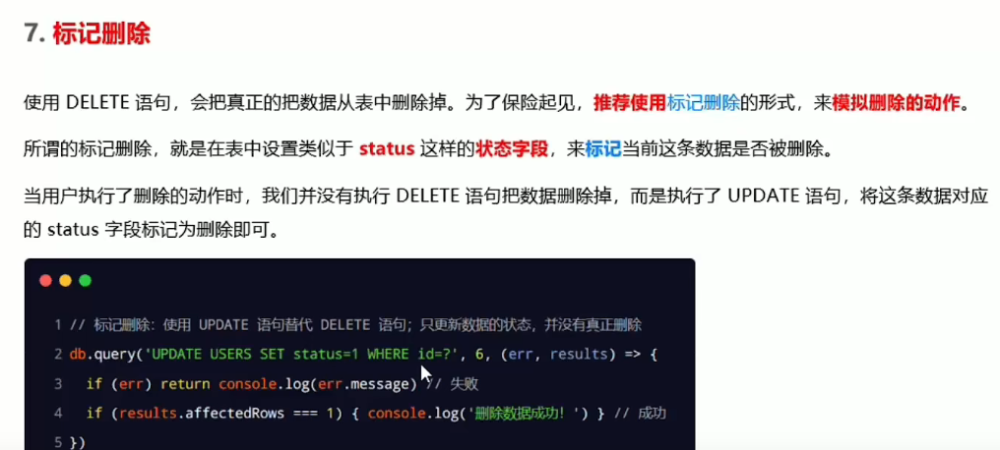 7. 标记删除
使用 DELETE 语句，会把真正的把数据从表中删除掉。为了保险起见，推荐使用标记删除的形式，来模拟删除的动作。
所谓的标记删除，就是在表中设置类似于 status 这样的状态字段，来标记当前这条数据是否被删除。
当用户执行了删除的动作时，我们并没有执行 DELETE 语句把数据删除掉，而是执行了 UPDATE 语句，将这条数据对应
的 status 字段标记为删除即可。
1 // 标记删除：使用 UPDATE 语句替代 DELETE 语句；只更新数据的状态，并没有真正删除
2 db.query('UPDATE USERS SET status=1 WHERE id=?', 6, (err, results) => {
3 if (err) return console.log(err.message) // 失败
4 if (results.affectedRows === 1) { console.log('删除数据成功！') } // 成功
5 })